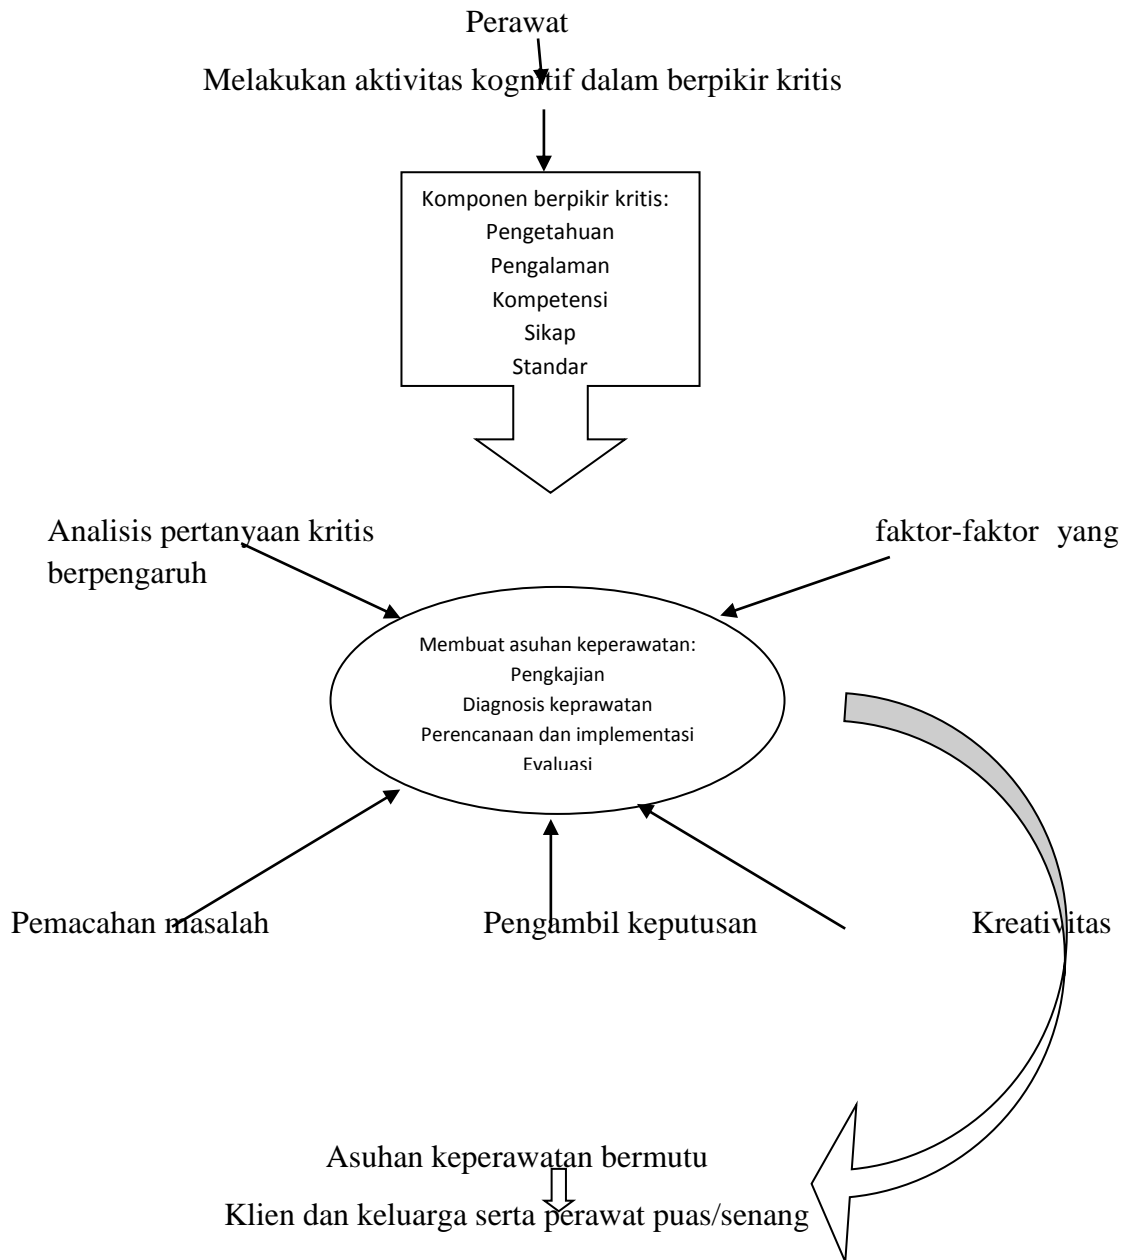 Perawat
Melakukan aktivitas kognitif dalam berpikir kritis
Komponen berpikir kritis:
Pengetahuan
Pengalaman
Kompetensi
Sikap
Standar
Analisis pertanyaan kritis faktor-faktor yang
berpengaruh
Membuat asuhan keperawatan:
Pengkajian
Diagnosis keprawatan
Perencanaan dan implementasi
Evaluasi
Pemacahan masalah Pengambil keputusan Kreativitas
Asuhan keperawatan bermutu
Klien dan keluarga serta perawat puas/senang